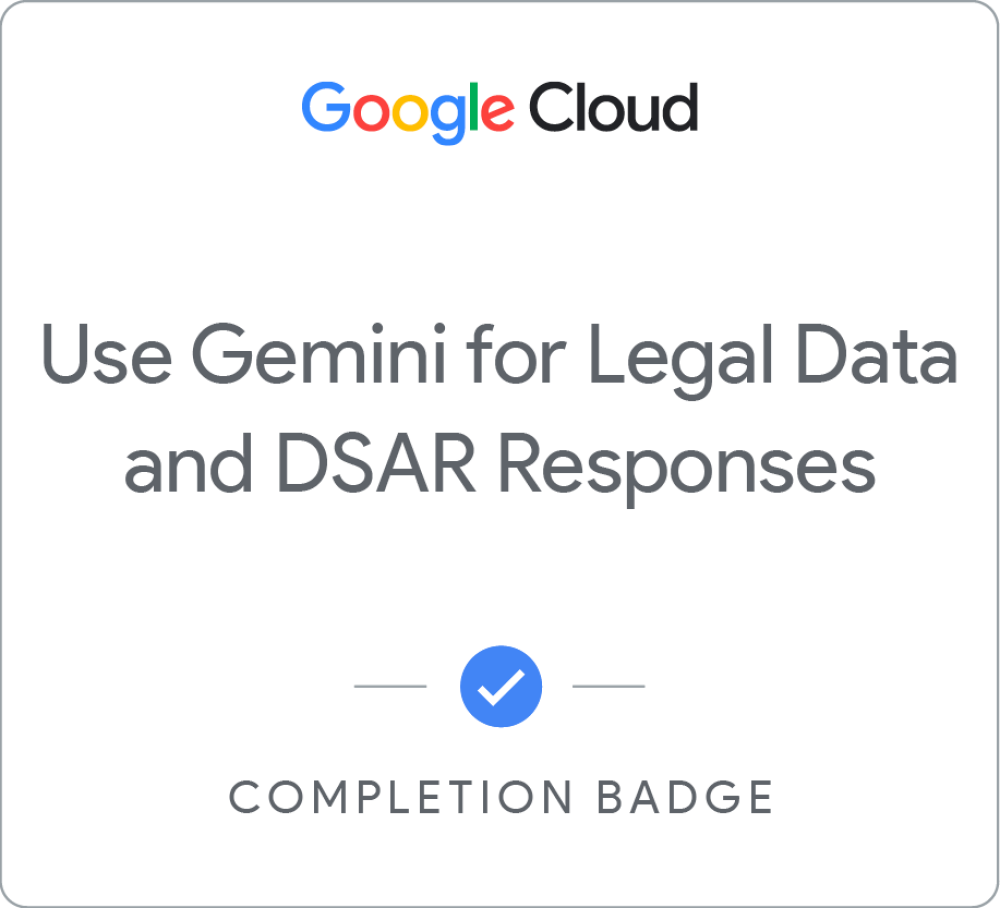 Google Cloud
Use Gemini for Legal Data
and DSAR Responses
COMPLETION BADGE